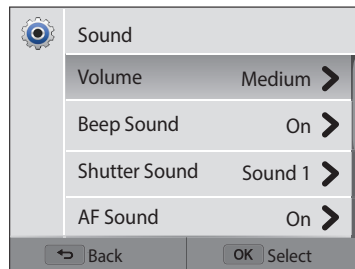 Sound
Volume Medium
Beep Sound On
Shutter Sound Sound 1
AF Sound On
Back OK Select